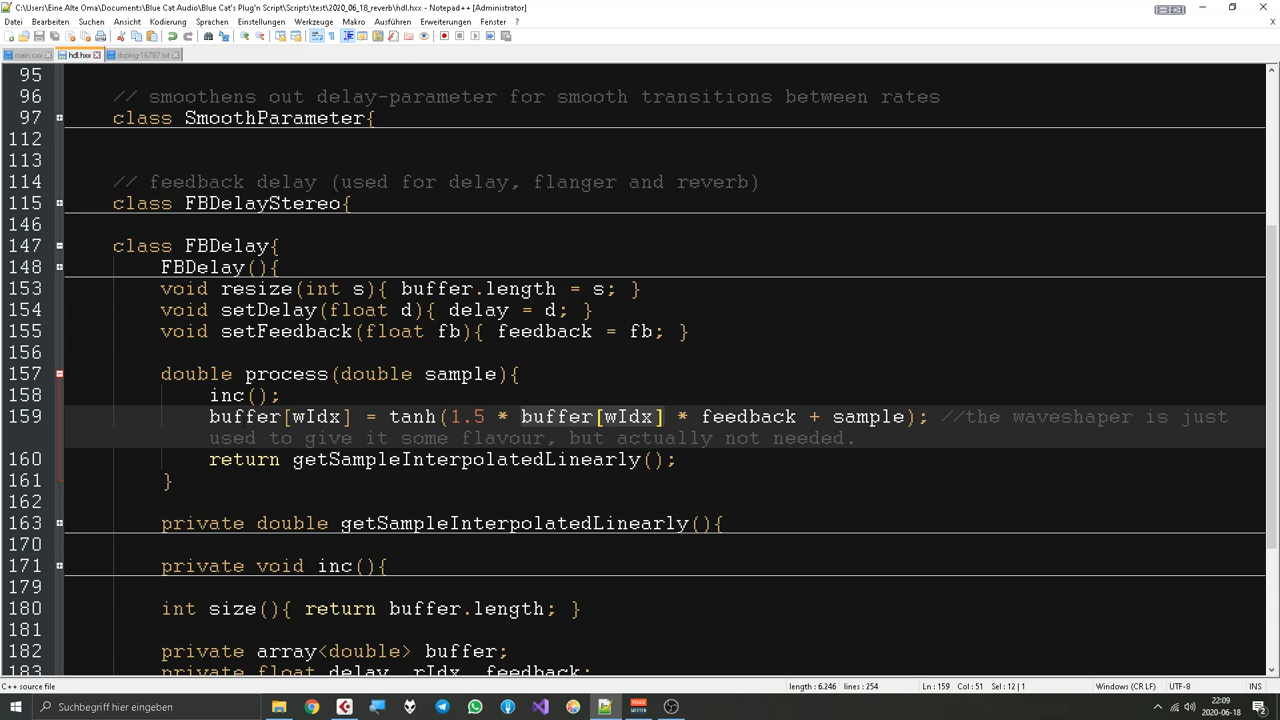 C:\Users\Eine Alte Oma\Documents\Blue Cat Audio\Blue Cat's Plug'n Script\Scripts\test\2020_06_18_reverb\hdl.hxx - Notepad++ [Administrator]
Datei Bearbeiten Suchen Ansicht Kodierung Sprachen Einstellungen Werkzeuge Makro Ausführen Erweiterungen Fenster ?
main.cxx hdl.hxx dsplog-16787.txt
95
96 // smoothens out delay-parameter for smooth transitions between rates
97 class SmoothParameter{
112
113
114 // feedback delay (used for delay, flanger and reverb)
115 class FBDelayStereo{
146
147 class FBDelay{
148 FBDelay(){
153 void resize(int s){ buffer.length = s; }
154 void setDelay(float d){ delay = d; }
155 void setFeedback(float fb){ feedback = fb; }
156
157 double process(double sample){
158 inc();
159 buffer[wIdx] = tanh(1.5 * buffer[wIdx] * feedback + sample); //the waveshaper is just
used to give it some flavour, but actually not needed.
160 return getSampleInterpolatedLinearly();
161 }
162
163 private double getSampleInterpolatedLinearly(){
170
171 private void inc(){
179
180 int size(){ return buffer.length; }
181
182 private array<double> buffer;
183 private float delay, rIdx, feedback;
C++ source file length : 6.246 lines : 254 Ln : 159 Col : 51 Sel : 12 | 1 Windows (CR LF) UTF-8 INS
Suchbegriff hier eingeben 22:09
2020-06-18